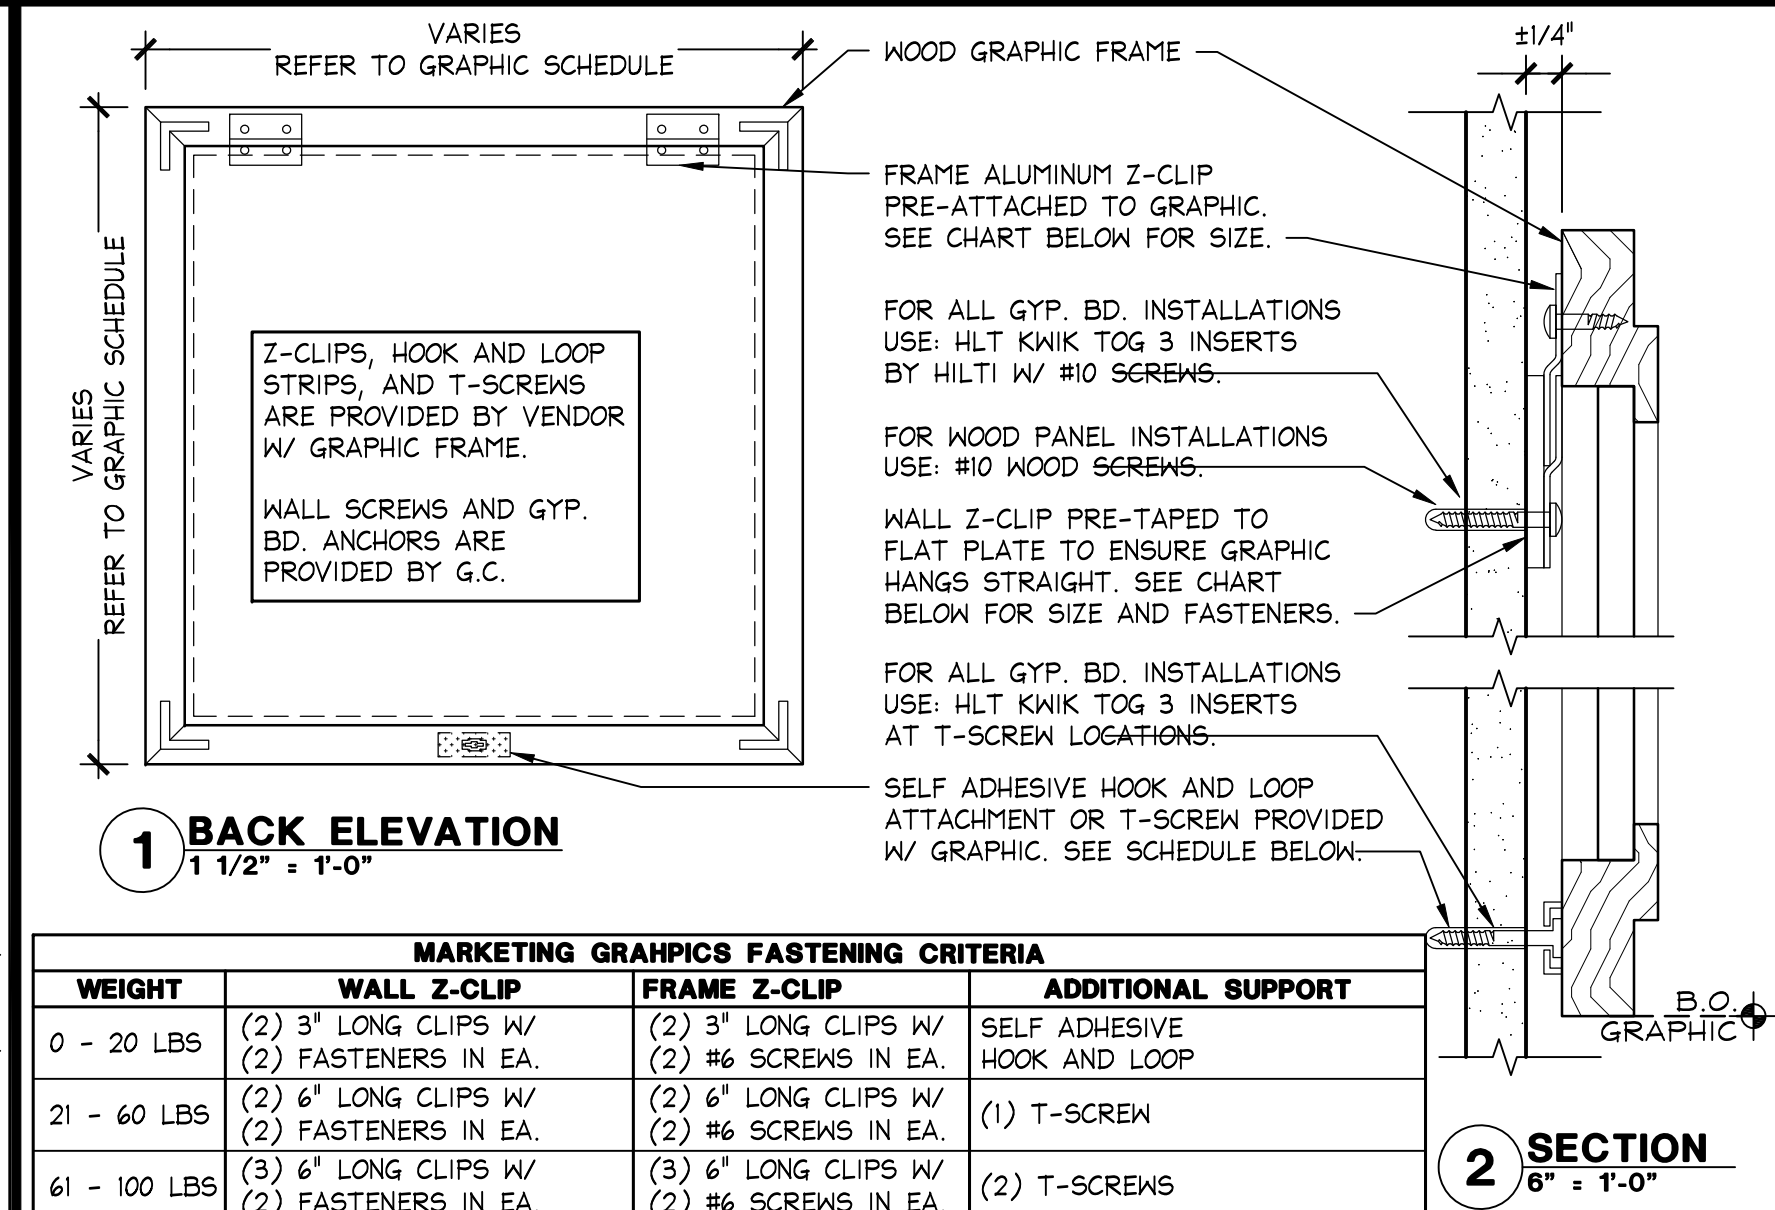 VARIES
REFER TO GRAPHIC SCHEDULE
VARIES
REFER TO GRAPHIC SCHEDULE
Z-CLIPS, HOOK AND LOOP
STRIPS, AND T-SCREWS
ARE PROVIDED BY VENDOR
W/ GRAPHIC FRAME.
WALL SCREWS AND GYP.
BD. ANCHORS ARE
PROVIDED BY G.C.
1 BACK ELEVATION
1 1/2" = 1'-0"
WOOD GRAPHIC FRAME
FRAME ALUMINUM Z-CLIP
PRE-ATTACHED TO GRAPHIC.
SEE CHART BELOW FOR SIZE.
FOR ALL GYP. BD. INSTALLATIONS
USE: HLT KWIK TOG 3 INSERTS
BY HILTI W/ #10 SCREWS.
FOR WOOD PANEL INSTALLATIONS
USE: #10 WOOD SCREWS.
WALL Z-CLIP PRE-TAPED TO
FLAT PLATE TO ENSURE GRAPHIC
HANGS STRAIGHT. SEE CHART
BELOW FOR SIZE AND FASTENERS.
FOR ALL GYP. BD. INSTALLATIONS
USE: HLT KWIK TOG 3 INSERTS
AT T-SCREW LOCATIONS.
SELF ADHESIVE HOOK AND LOOP
ATTACHMENT OR T-SCREW PROVIDED
W/ GRAPHIC. SEE SCHEDULE BELOW.
±1/4"
B.O.
GRAPHIC
2 SECTION
6" = 1'-0"
MARKETING GRAHPICS FASTENING CRITERIA
WEIGHT WALL Z-CLIP FRAME Z-CLIP ADDITIONAL SUPPORT
0 - 20 LBS
(2) 3" LONG CLIPS W/
(2) FASTENERS IN EA.
(2) 3" LONG CLIPS W/
(2) #6 SCREWS IN EA.
SELF ADHESIVE
HOOK AND LOOP
21 - 60 LBS
(2) 6" LONG CLIPS W/
(2) FASTENERS IN EA.
(2) 6" LONG CLIPS W/
(2) #6 SCREWS IN EA.
(1) T-SCREW
61 - 100 LBS
(3) 6" LONG CLIPS W/
(2) FASTENERS IN EA.
(3) 6" LONG CLIPS W/
(2) #6 SCREWS IN EA.
(2) T-SCREWS